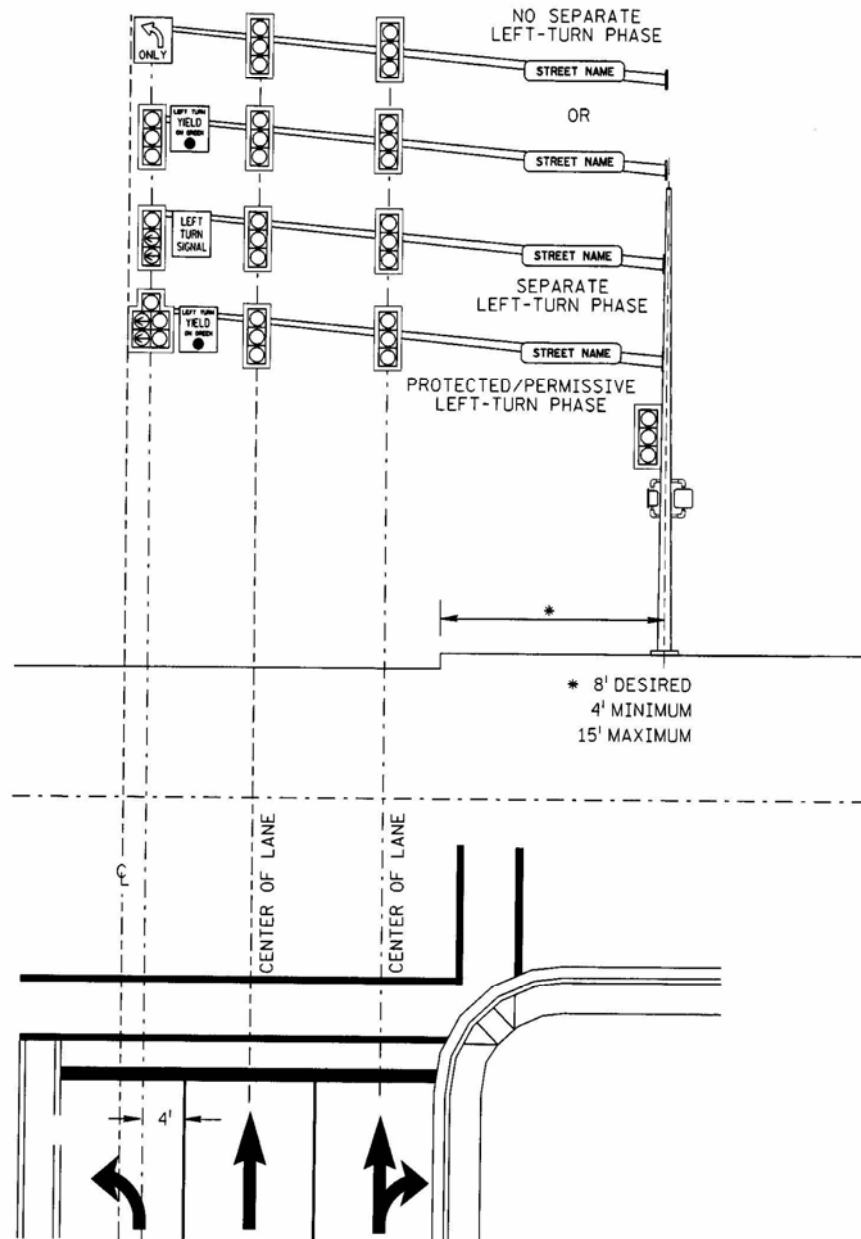 NO SEPARATE
LEFT-TURN PHASE
ONLY
STREET NAME
OR
LEFT TURN
YIELD
ON GREEN
STREET NAME
LEFT
TURN
SIGNAL
STREET NAME
SEPARATE
LEFT-TURN PHASE
LEFT TURN
YIELD
ON GREEN
STREET NAME
PROTECTED/PERMISSIVE
LEFT-TURN PHASE
*
* 8' DESIRED
4' MINIMUM
15' MAXIMUM
℄
CENTER OF LANE
CENTER OF LANE
4'